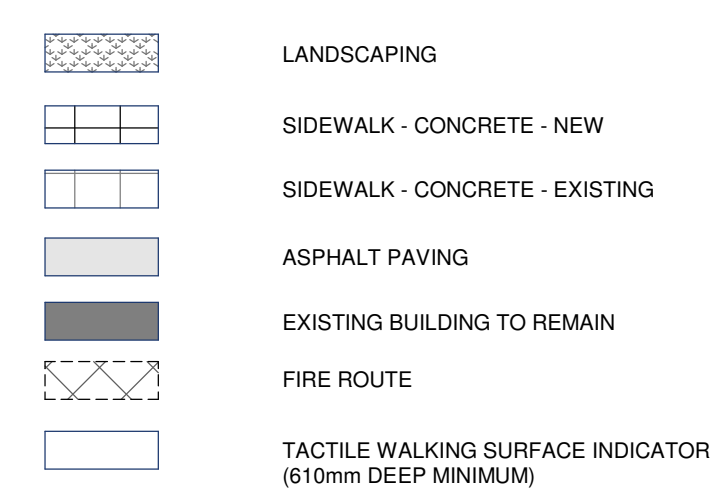 LANDSCAPING
SIDEWALK - CONCRETE - NEW
SIDEWALK - CONCRETE - EXISTING
ASPHALT PAVING
EXISTING BUILDING TO REMAIN
FIRE ROUTE
TACTILE WALKING SURFACE INDICATOR
(610mm DEEP MINIMUM)